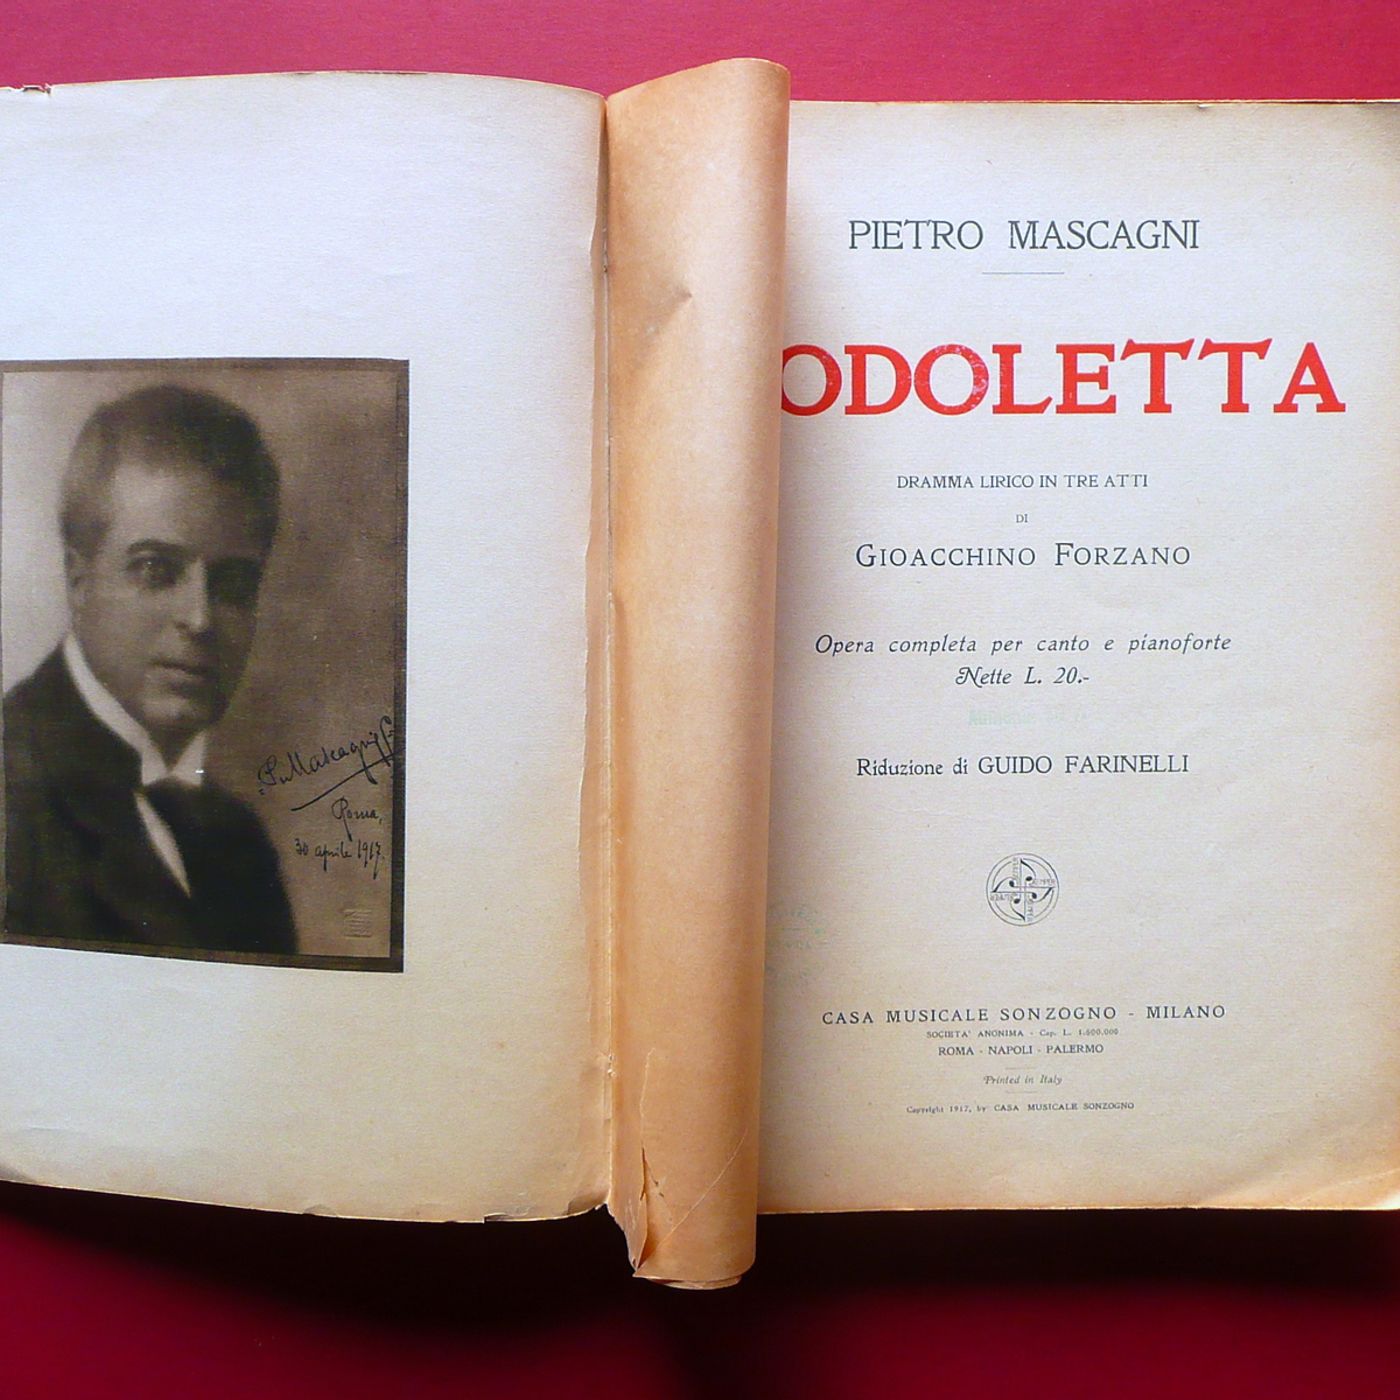 P. Mascagni
Roma,
30 aprile 1917.
PIETRO MASCAGNI
ODOLETTA
DRAMMA LIRICO IN TRE ATTI
DI
GIOACCHINO FORZANO
Opera completa per canto e pianoforte
Nette L. 20.-
Riduzione di GUIDO FARINELLI
CASA MUSICALE SONZOGNO - MILANO
SOCIETA' ANONIMA - Cap. L. 1.600.000
ROMA - NAPOLI - PALERMO
Printed in Italy
Copyright 1917, by CASA MUSICALE SONZOGNO